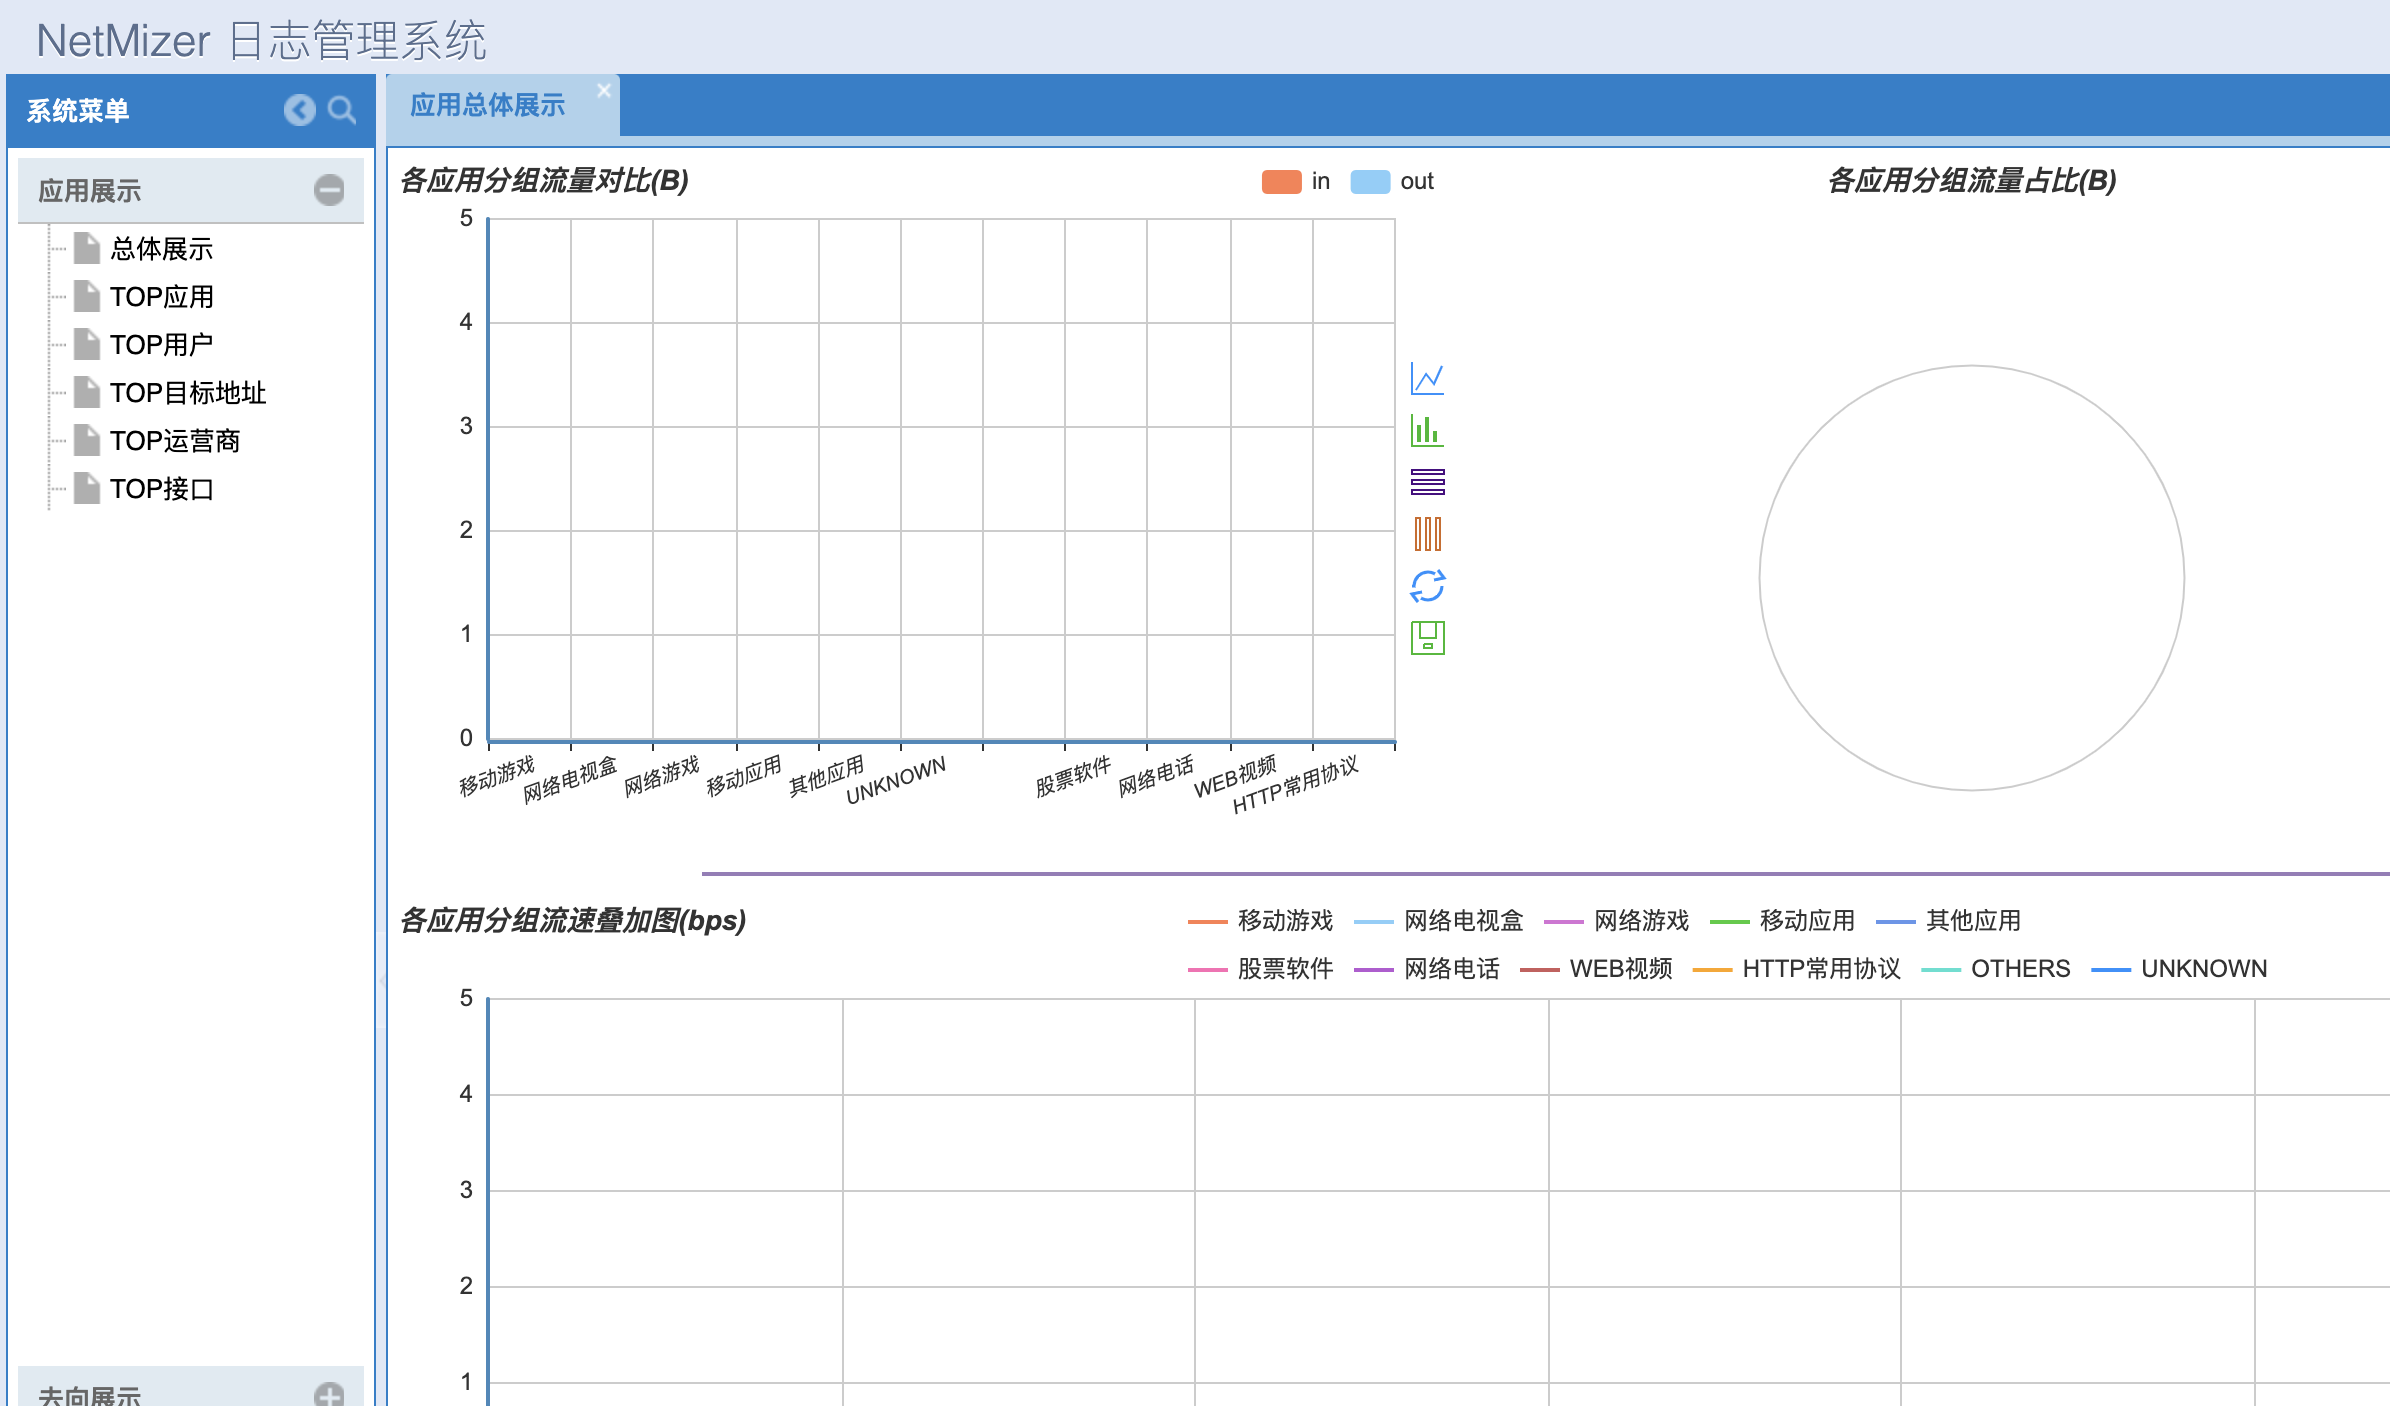 NetMizer 日志管理系统
系统菜单
应用展示
总体展示
TOP应用
TOP用户
TOP目标地址
TOP运营商
TOP接口
去向展示
应用总体展示
各应用分组流量对比(B)
in out
5
4
3
2
1
0
移动游戏 网络电视盒 网络游戏 移动应用 其他应用 UNKNOWN 股票软件 网络电话 WEB视频 HTTP常用协议
各应用分组流量占比(B)
各应用分组流速叠加图(bps)
移动游戏 网络电视盒 网络游戏 移动应用 其他应用
股票软件 网络电话 WEB视频 HTTP常用协议 OTHERS UNKNOWN
5
4
3
2
1